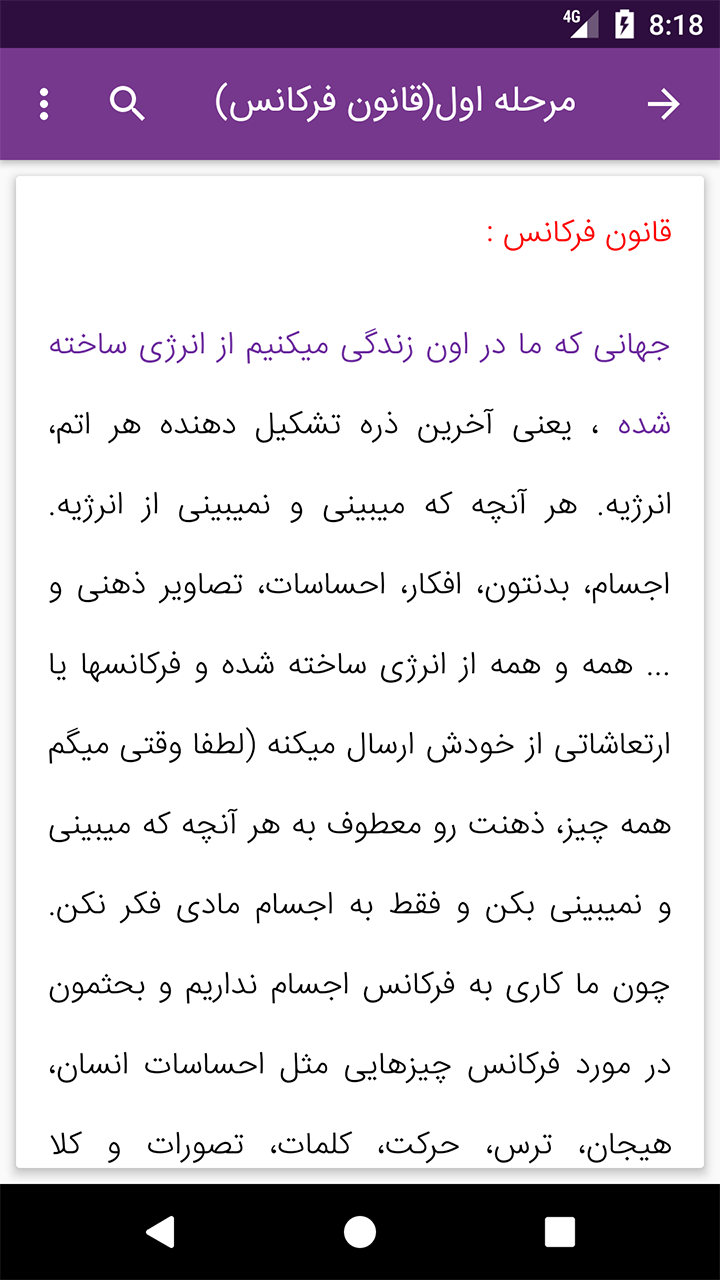 4G 8:18
مرحله اول(قانون فرکانس)
قانون فرکانس :
جهانی که ما در اون زندگی میکنیم از انرژی ساخته
شده ، یعنی آخرین ذره تشکیل دهنده هر اتم،
انرژیه. هر آنچه که میبینی و نمیبینی از انرژیه.
اجسام، بدنتون، افکار، احساسات، تصاویر ذهنی و
... همه و همه از انرژی ساخته شده و فرکانسها یا
ارتعاشاتی از خودش ارسال میکنه (لطفا وقتی میگم
همه چیز، ذهنت رو معطوف به هر آنچه که میبینی
و نمیبینی بکن و فقط به اجسام مادی فکر نکن.
چون ما کاری به فرکانس اجسام نداریم و بحثمون
در مورد فرکانس چیزهایی مثل احساسات انسان،
هیجان، ترس، حرکت، کلمات، تصورات و کلا